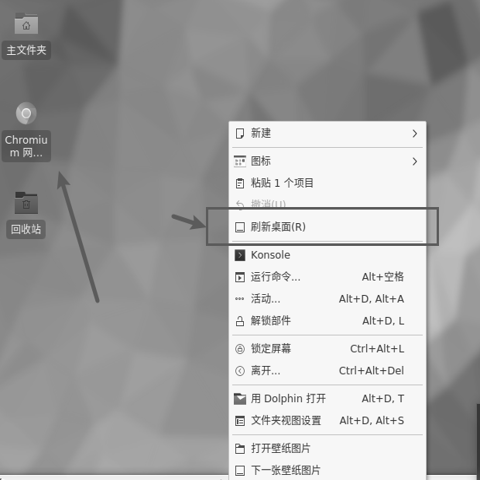 主文件夹
Chromiu
m 网...
回收站
新建
图标
粘贴 1 个项目
撤消(U)
刷新桌面(R)
Konsole
运行命令... Alt+空格
活动... Alt+D, Alt+A
解锁部件 Alt+D, L
锁定屏幕 Ctrl+Alt+L
离开... Ctrl+Alt+Del
用 Dolphin 打开 Alt+D, T
文件夹视图设置 Alt+D, Alt+S
打开壁纸图片
下一张壁纸图片